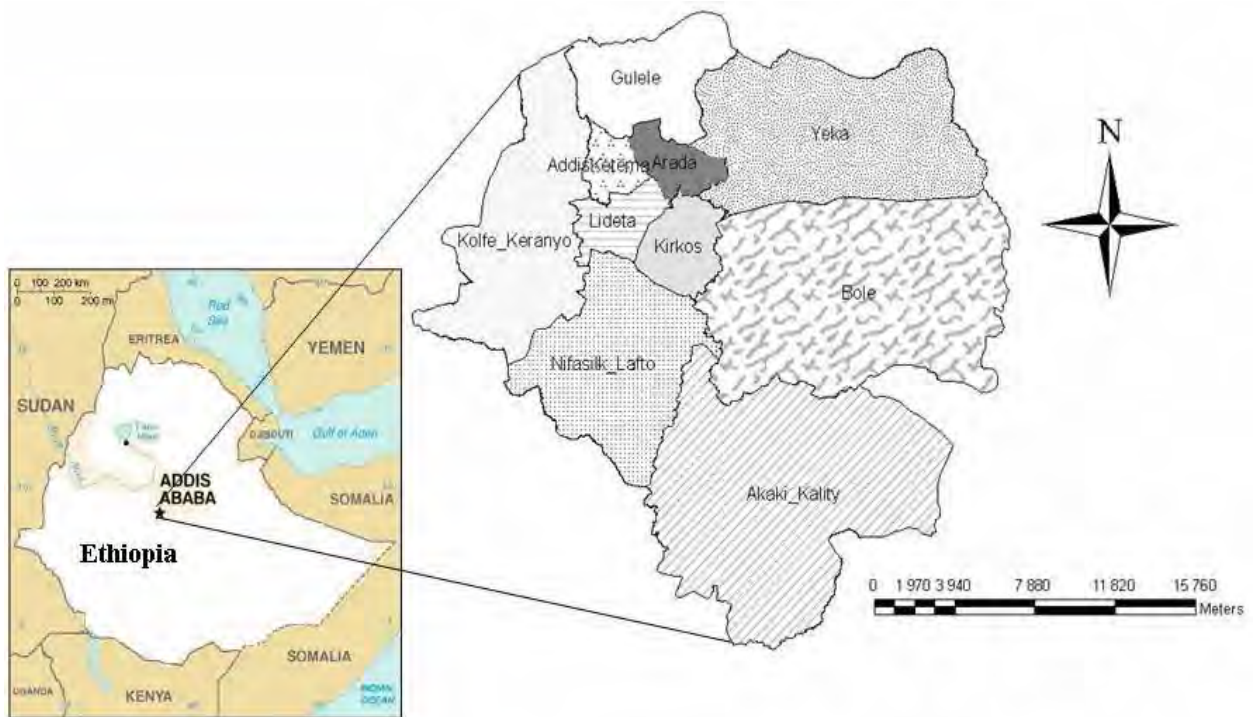 Gulele
Yeka
Addis Ketema
Arada
Lideta
Kirkos
Kolfe_Keranyo
Bole
Nifasilk_Lafto
Akaki_Kality
N
0 1 970 3 940 7 880 11 820 15 760
Meters
0 100 200 km
0 100 200 mi
Red
Sea
ERITREA
YEMEN
SUDAN
DJIBOUTI
Gulf of Aden
ADDIS
ABABA
SOMALIA
Ethiopia
SOMALIA
UGANDA
KENYA
INDIAN
OCEAN